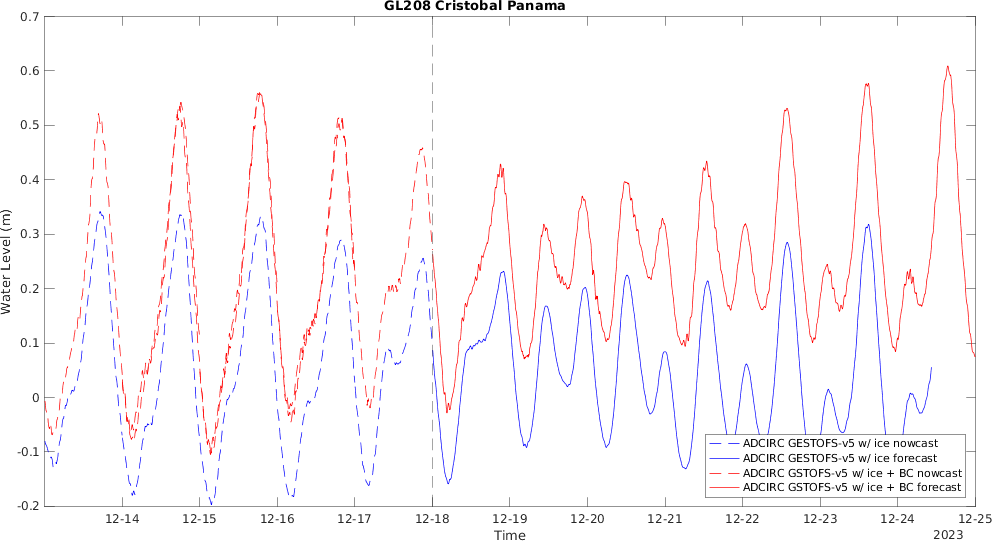 GL208 Cristobal Panama
0.7
0.6
0.5
0.4
0.3
0.2
0.1
0
-0.1
-0.2
Water Level (m)
ADCIRC GESTOFS-v5 w/ ice nowcast
ADCIRC GESTOFS-v5 w/ ice forecast
ADCIRC GSTOFS-v5 w/ ice + BC nowcast
ADCIRC GSTOFS-v5 w/ ice + BC forecast
12-14 12-15 12-16 12-17 12-18 12-19 12-20 12-21 12-22 12-23 12-24 12-25
Time
2023